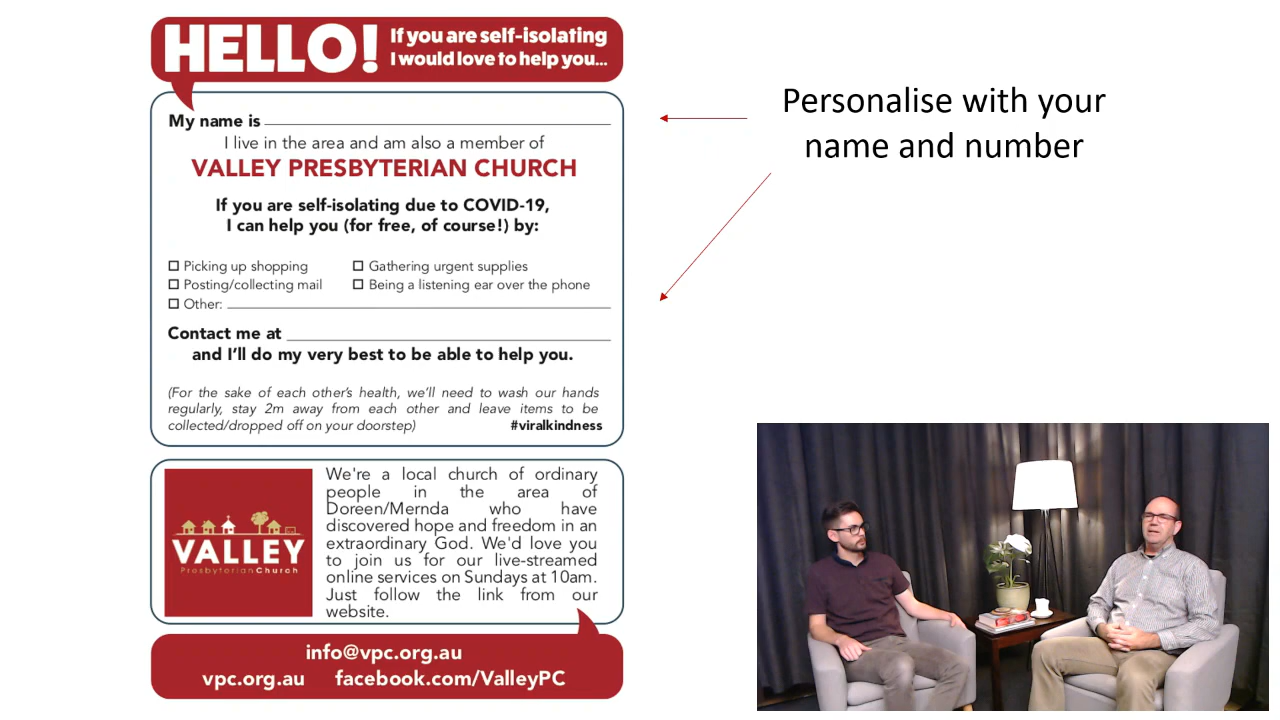 HELLO!
If you are self-isolating
I would love to help you...
My name is
I live in the area and am also a member of
VALLEY PRESBYTERIAN CHURCH
If you are self-isolating due to COVID-19,
I can help you (for free, of course!) by:
Picking up shopping
Gathering urgent supplies
Posting/collecting mail
Being a listening ear over the phone
Other:
Contact me at
and I'll do my very best to be able to help you.
(For the sake of each other's health, we'll need to wash our hands
regularly, stay 2m away from each other and leave items to be
collected/dropped off on your doorstep)
#viralkindness
VALLEY
Presbyterian Church
We're a local church of ordinary
people in the area of
Doreen/Mernda who have
discovered hope and freedom in an
extraordinary God. We'd love you
to join us for our live-streamed
online services on Sundays at 10am.
Just follow the link from our
website.
info@vpc.org.au
vpc.org.au facebook.com/ValleyPC
Personalise with your
name and number